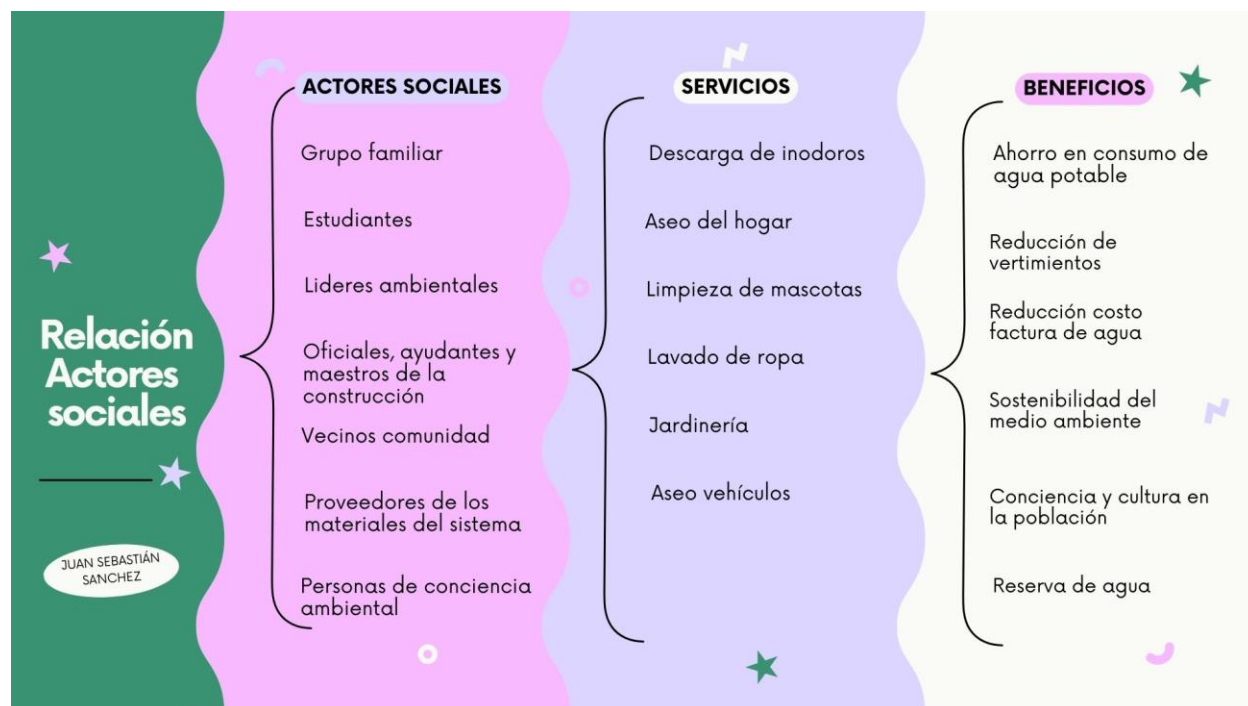 Relación
Actores
sociales
JUAN SEBASTIÁN
SANCHEZ
ACTORES SOCIALES
Grupo familiar
Estudiantes
Lideres ambientales
Oficiales, ayudantes y
maestros de la
construcción
Vecinos comunidad
Proveedores de los
materiales del sistema
Personas de conciencia
ambiental
SERVICIOS
Descarga de inodoros
Aseo del hogar
Limpieza de mascotas
Lavado de ropa
Jardinería
Aseo vehículos
BENEFICIOS
Ahorro en consumo de
agua potable
Reducción de
vertimientos
Reducción costo
factura de agua
Sostenibilidad del
medio ambiente
Conciencia y cultura en
la población
Reserva de agua